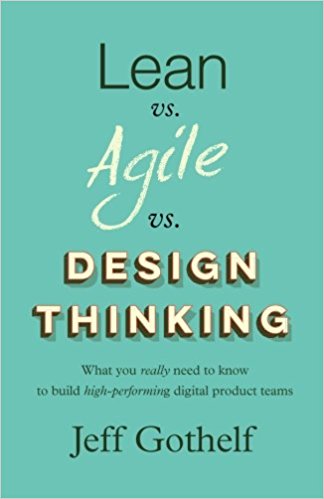 Lean
vs.
Agile
vs.
DESIGN
THINKING
What you really need to know
to build high-performing digital product teams
Jeff Gothelf